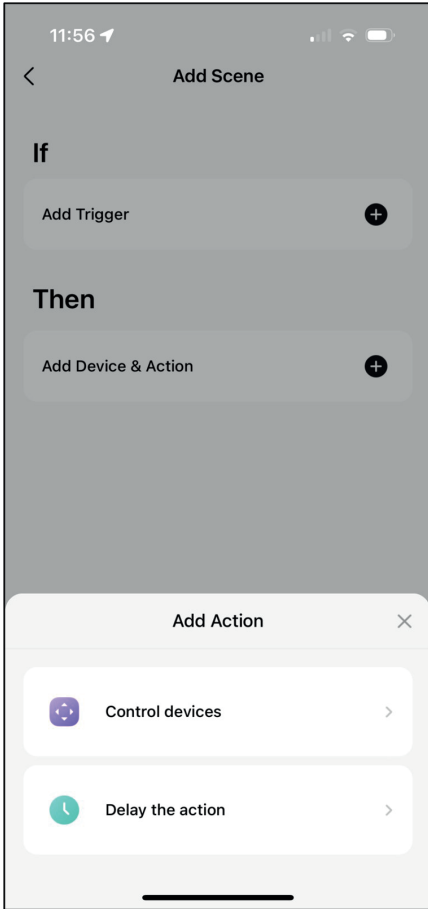 11:56
Add Scene
If
Add Trigger
Then
Add Device & Action
Add Action
Control devices
Delay the action